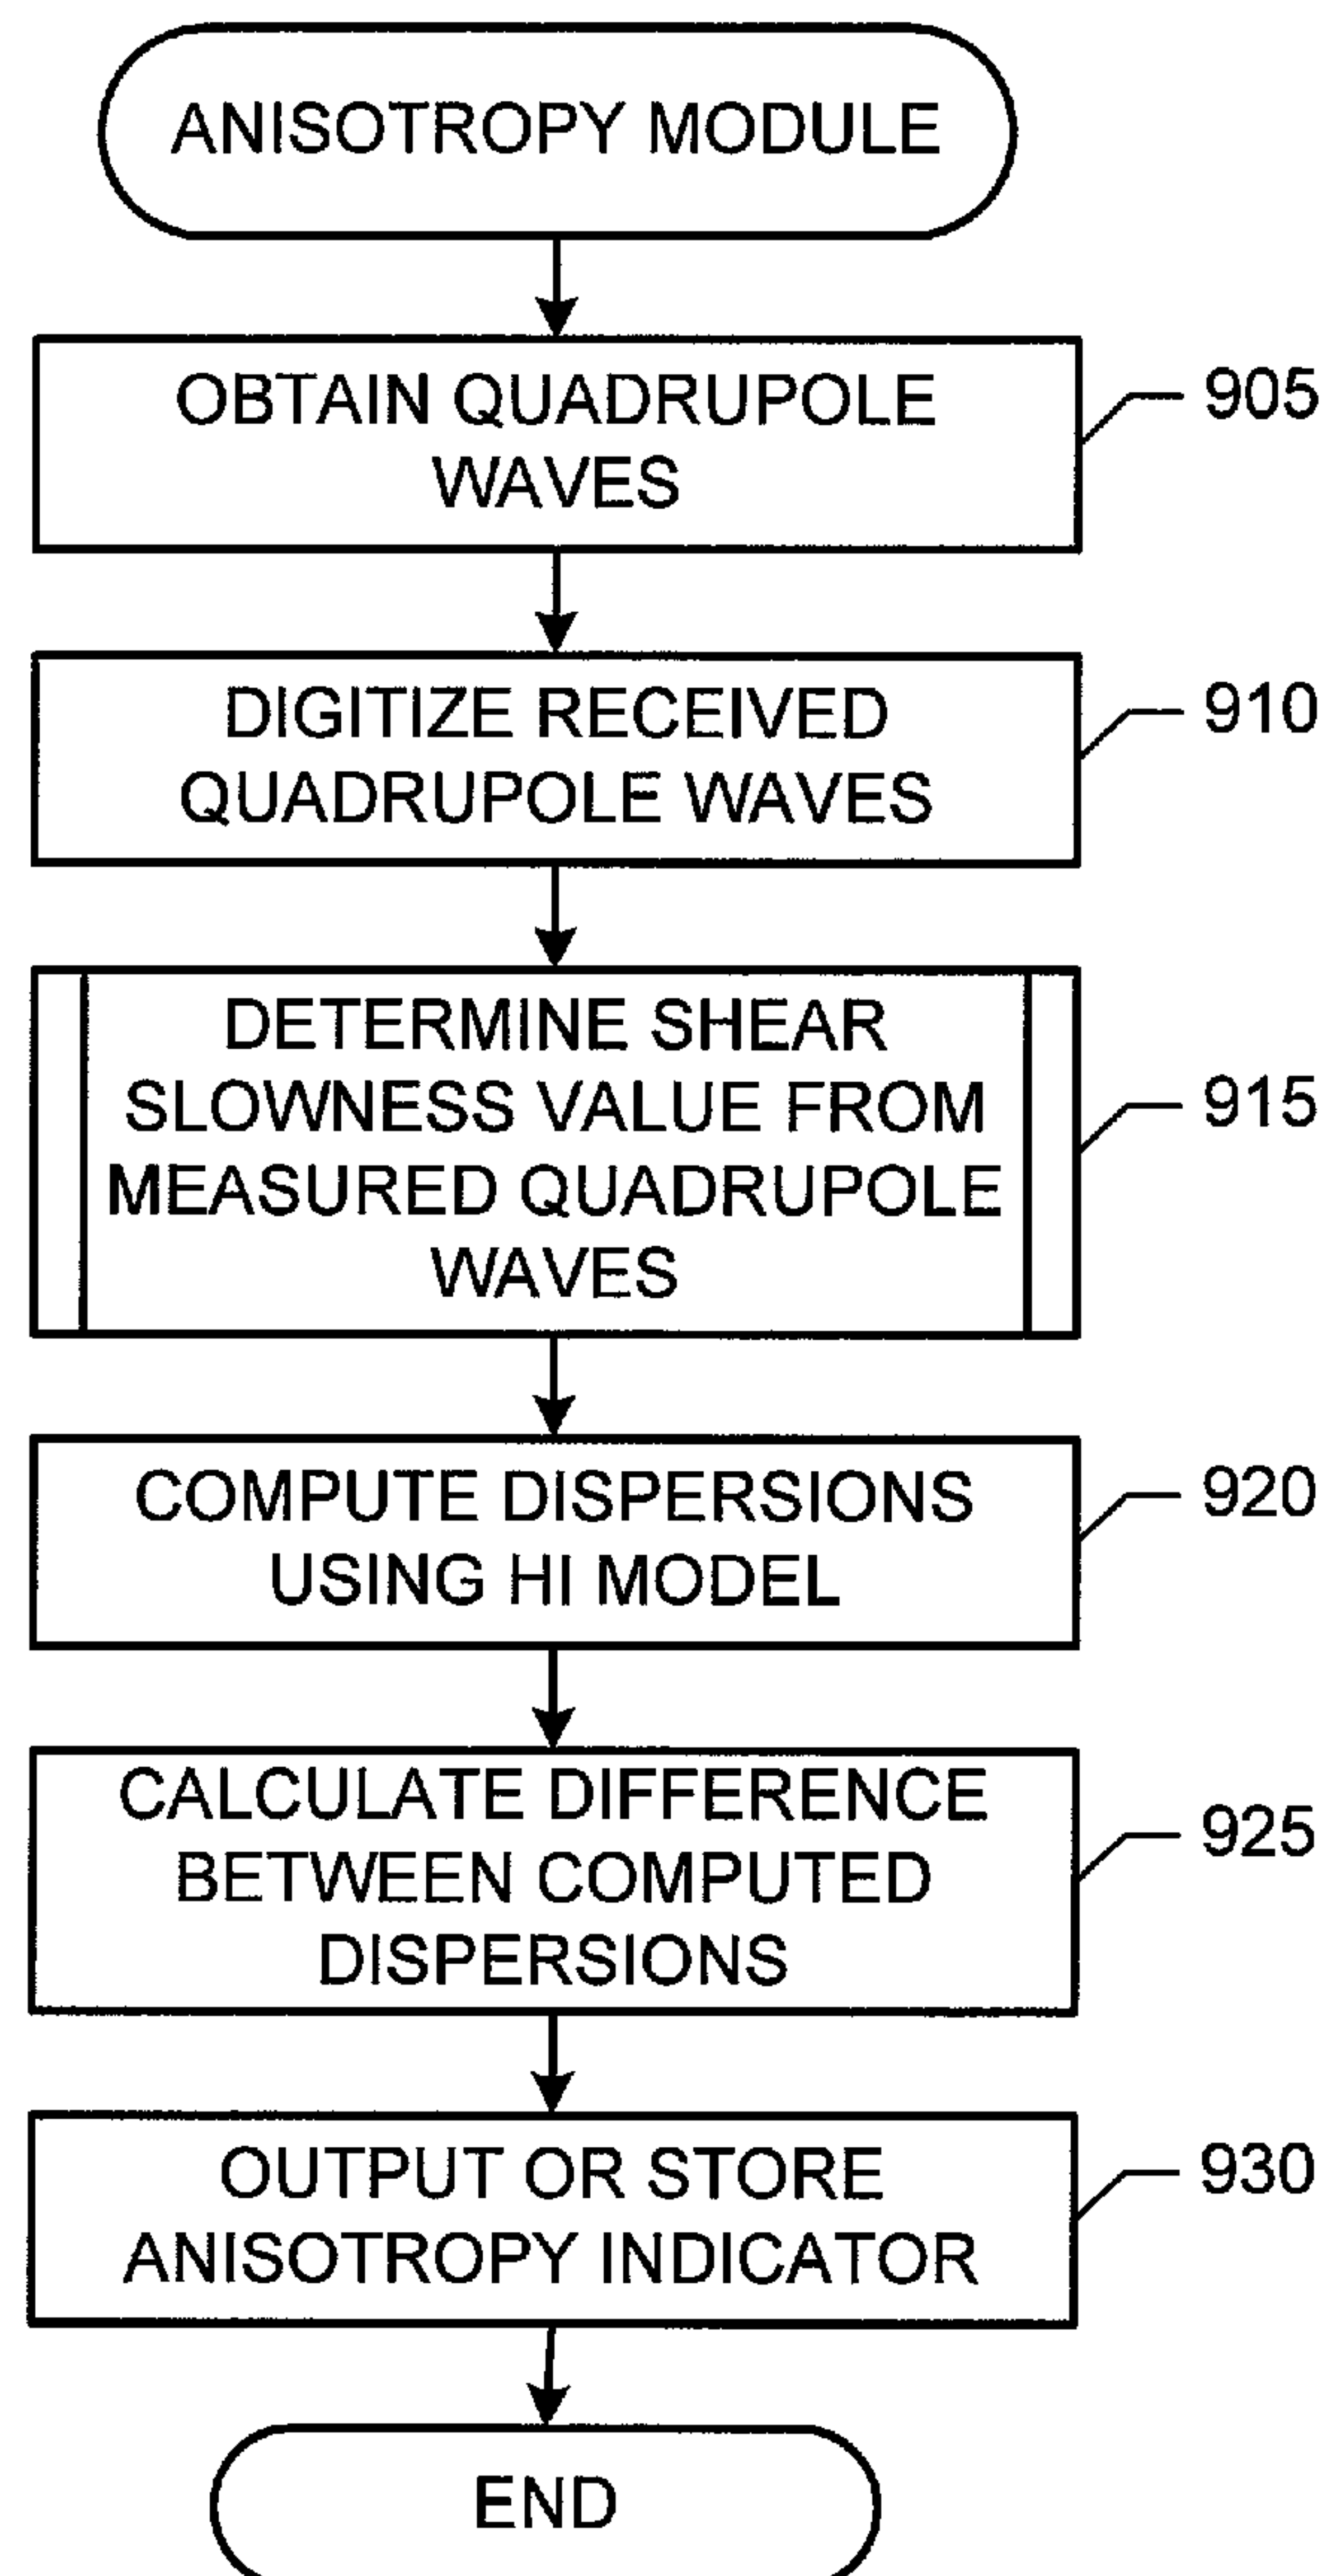 ANISOTROPY MODULE
OBTAIN QUADRUPOLE
WAVES
905
DIGITIZE RECEIVED
QUADRUPOLE WAVES
910
DETERMINE SHEAR
SLOWNESS VALUE FROM
MEASURED QUADRUPOLE
WAVES
915
COMPUTE DISPERSIONS
USING HI MODEL
920
CALCULATE DIFFERENCE
BETWEEN COMPUTED
DISPERSIONS
925
OUTPUT OR STORE
ANISOTROPY INDICATOR
930
END